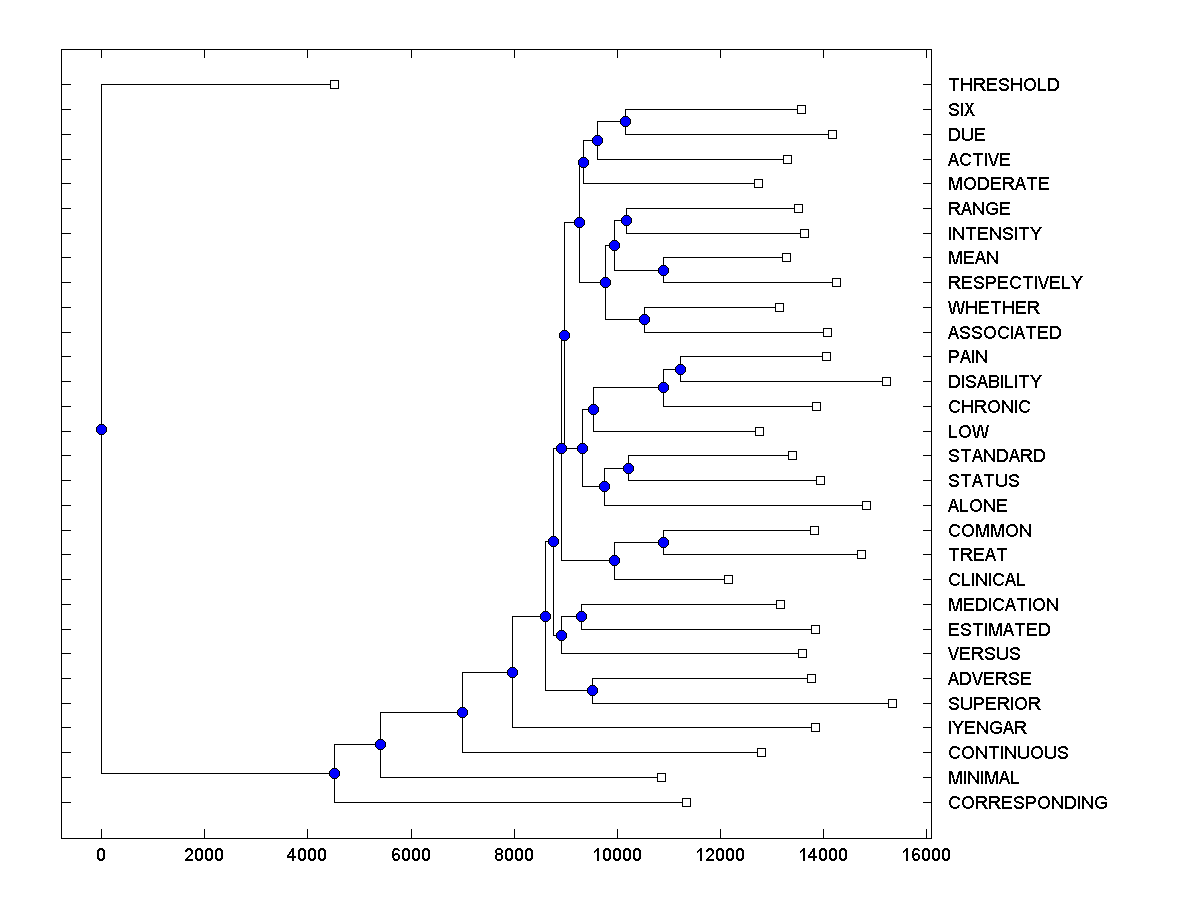 THRESHOLD
SIX
DUE
ACTIVE
MODERATE
RANGE
INTENSITY
MEAN
RESPECTIVELY
WHETHER
ASSOCIATED
PAIN
DISABILITY
CHRONIC
LOW
STANDARD
STATUS
ALONE
COMMON
TREAT
CLINICAL
MEDICATION
ESTIMATED
VERSUS
ADVERSE
SUPERIOR
IYENGAR
CONTINUOUS
MINIMAL
CORRESPONDING
0 2000 4000 6000 8000 10000 12000 14000 16000